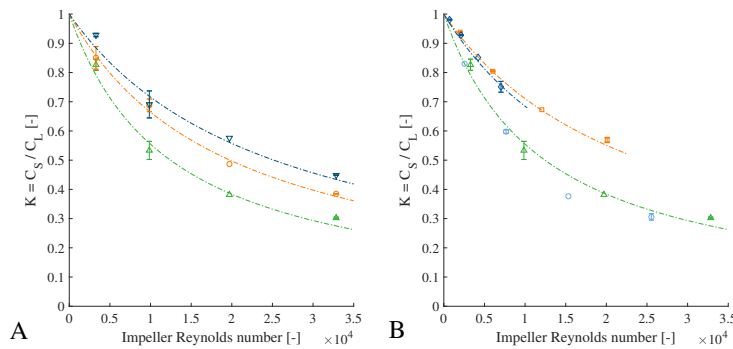 1
0.9
0.8
0.7
0.6
0.5
0.4
0.3
0.2
0.1
0
K = C_S / C_L [-]
0 0.5 1 1.5 2 2.5 3 3.5
Impeller Reynolds number [-] ×10^4
A
1
0.9
0.8
0.7
0.6
0.5
0.4
0.3
0.2
0.1
0
K = C_S / C_L [-]
0 0.5 1 1.5 2 2.5 3 3.5
Impeller Reynolds number [-] ×10^4
B